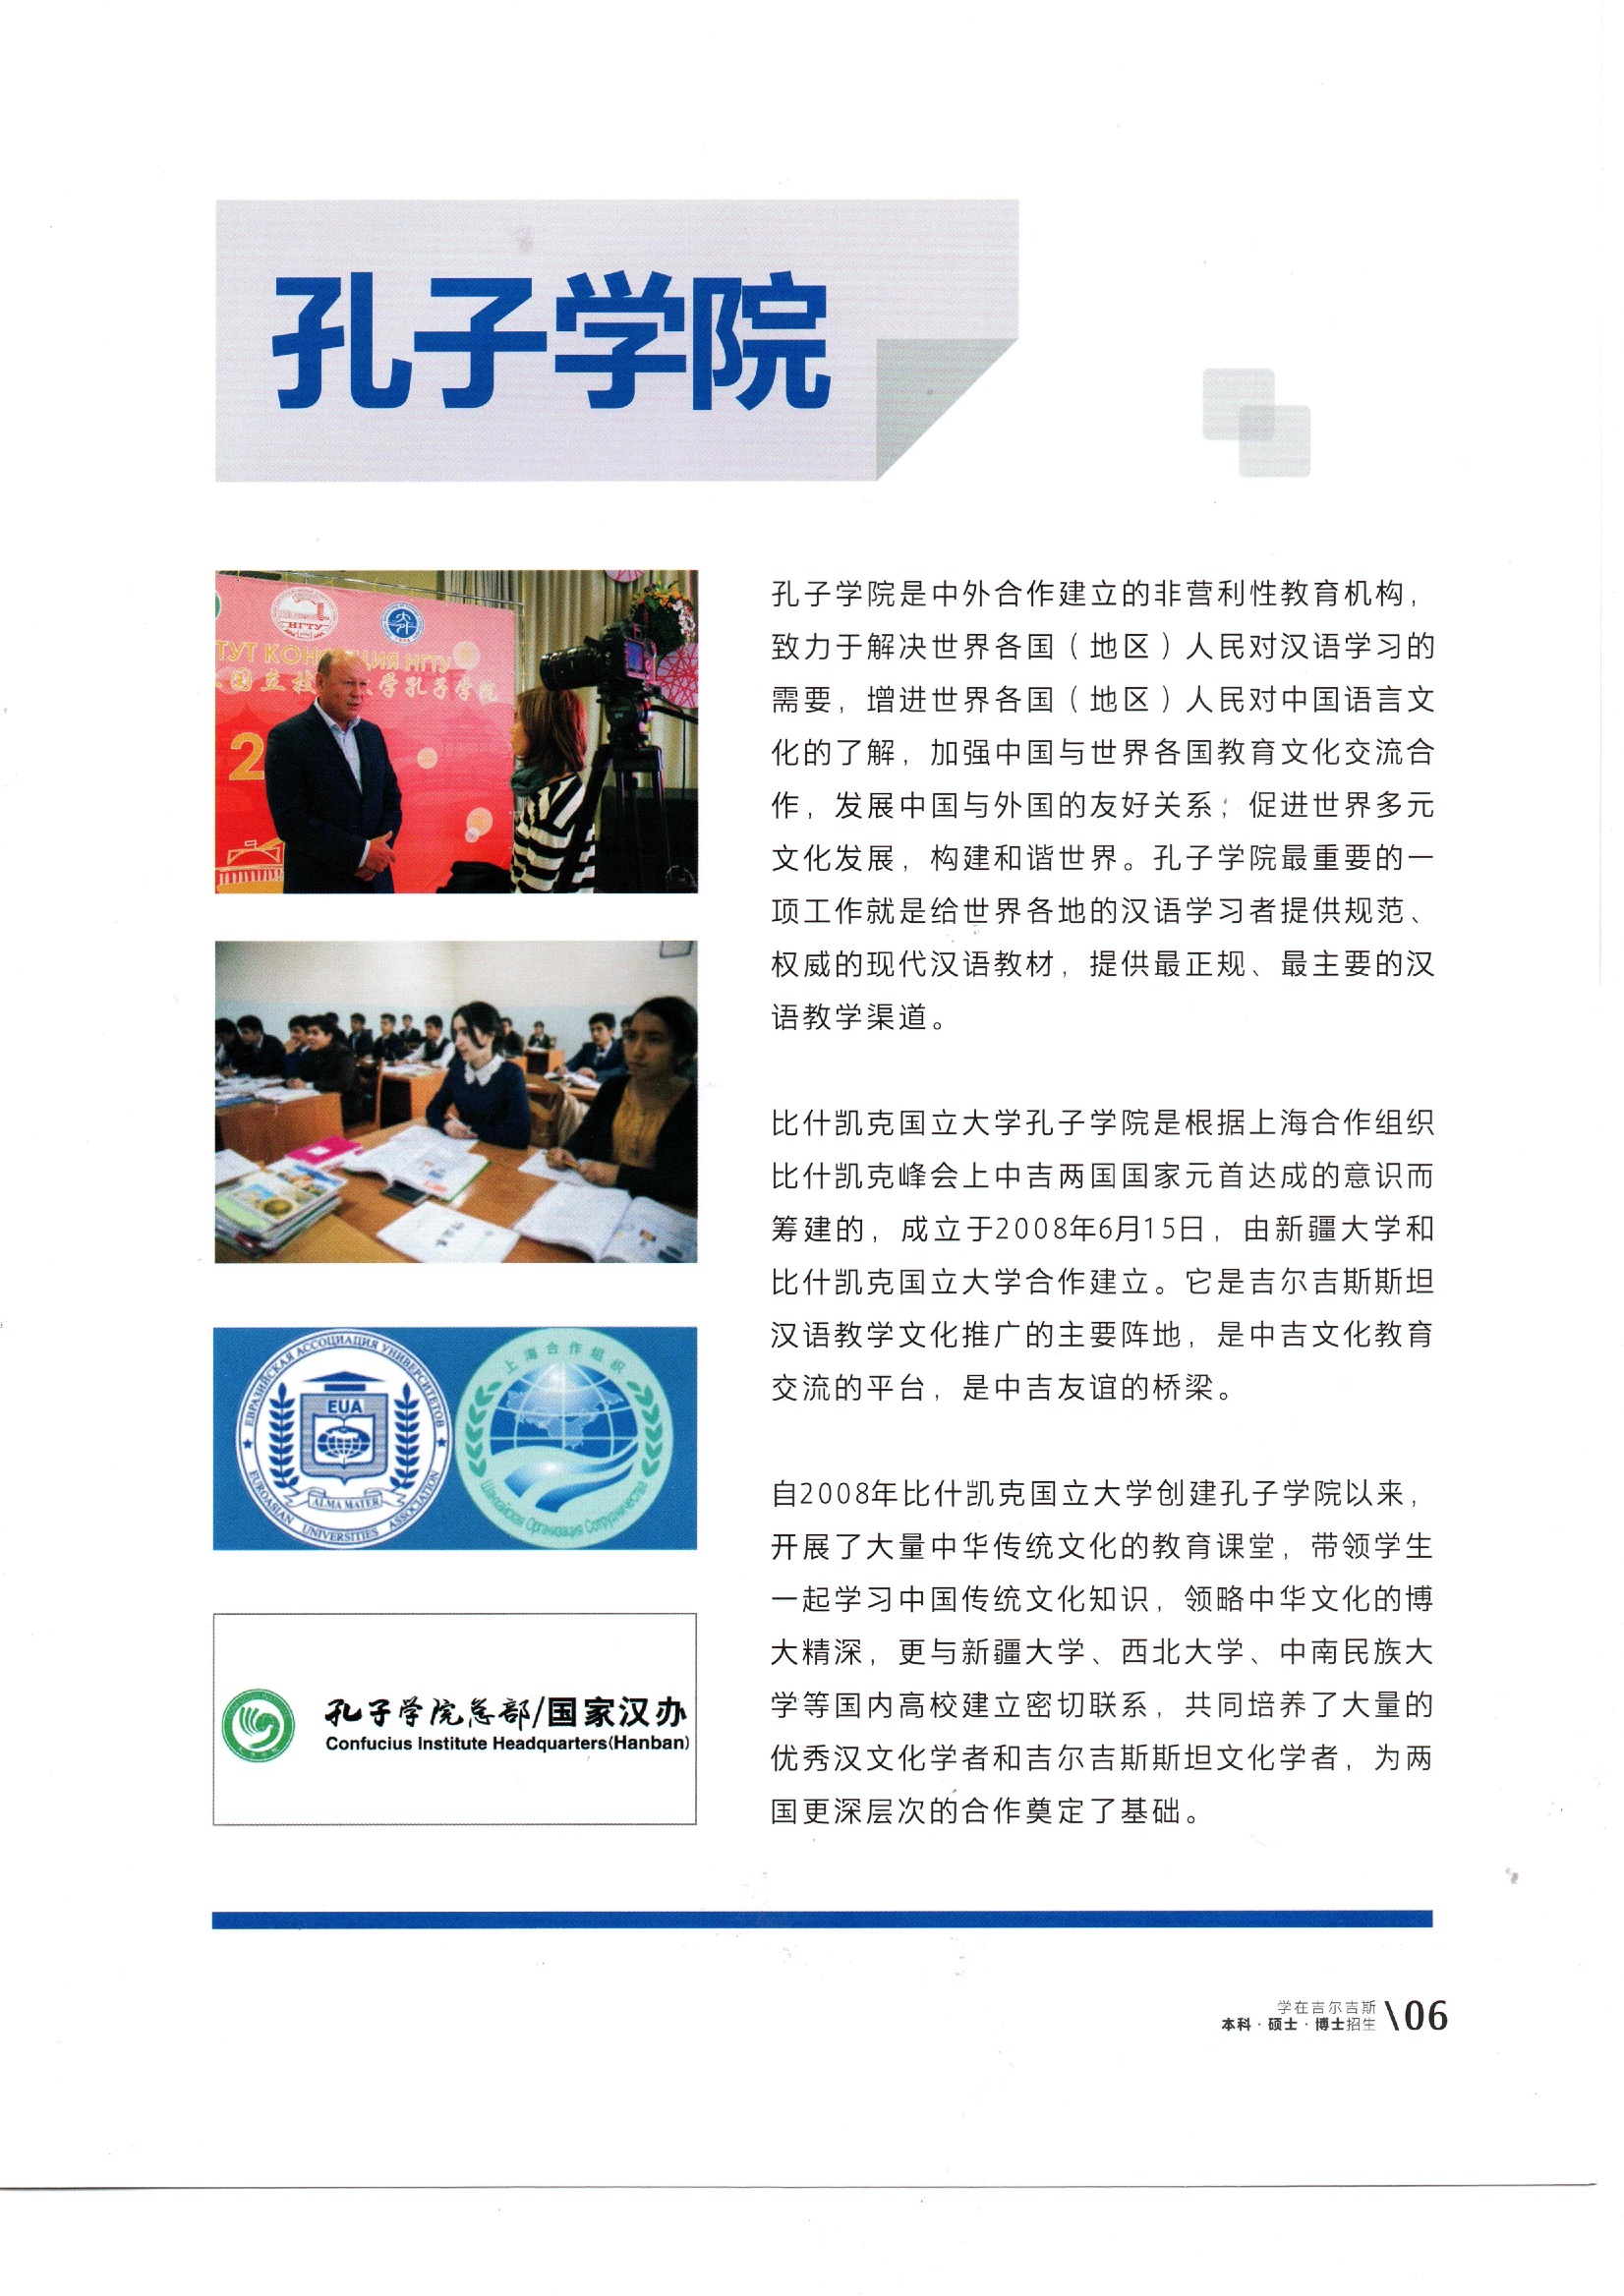 孔子学院
НГТУ
ТУТ КОНФУЦИЯ НГТУ
2
孔子学院是中外合作建立的非营利性教育机构，
致力于解决世界各国（地区）人民对汉语学习的
需要，增进世界各国（地区）人民对中国语言文
化的了解，加强中国与世界各国教育文化交流合
作，发展中国与外国的友好关系；促进世界多元
文化发展，构建和谐世界。孔子学院最重要的一
项工作就是给世界各地的汉语学习者提供规范、
权威的现代汉语教材，提供最正规、最主要的汉
语教学渠道。
比什凯克国立大学孔子学院是根据上海合作组织
比什凯克峰会上中吉两国国家元首达成的意识而
筹建的，成立于2008年6月15日，由新疆大学和
比什凯克国立大学合作建立。它是吉尔吉斯斯坦
汉语教学文化推广的主要阵地，是中吉文化教育
交流的平台，是中吉友谊的桥梁。
ЕВРАЗИЙСКАЯ АССОЦИАЦИЯ УНИВЕРСИТЕТОВ
EUA
ALMA MATER
EUROASIAN UNIVERSITIES ASSOCIATION
上海合作组织
Шанхайская Организация Сотрудничества
自2008年比什凯克国立大学创建孔子学院以来，
开展了大量中华传统文化的教育课堂，带领学生
一起学习中国传统文化知识，领略中华文化的博
大精深，更与新疆大学、西北大学、中南民族大
学等国内高校建立密切联系，共同培养了大量的
优秀汉文化学者和吉尔吉斯斯坦文化学者，为两
国更深层次的合作奠定了基础。
孔子学院总部/国家汉办
Confucius Institute Headquarters(Hanban)
学在吉尔吉斯
本科·硕士·博士招生 \06